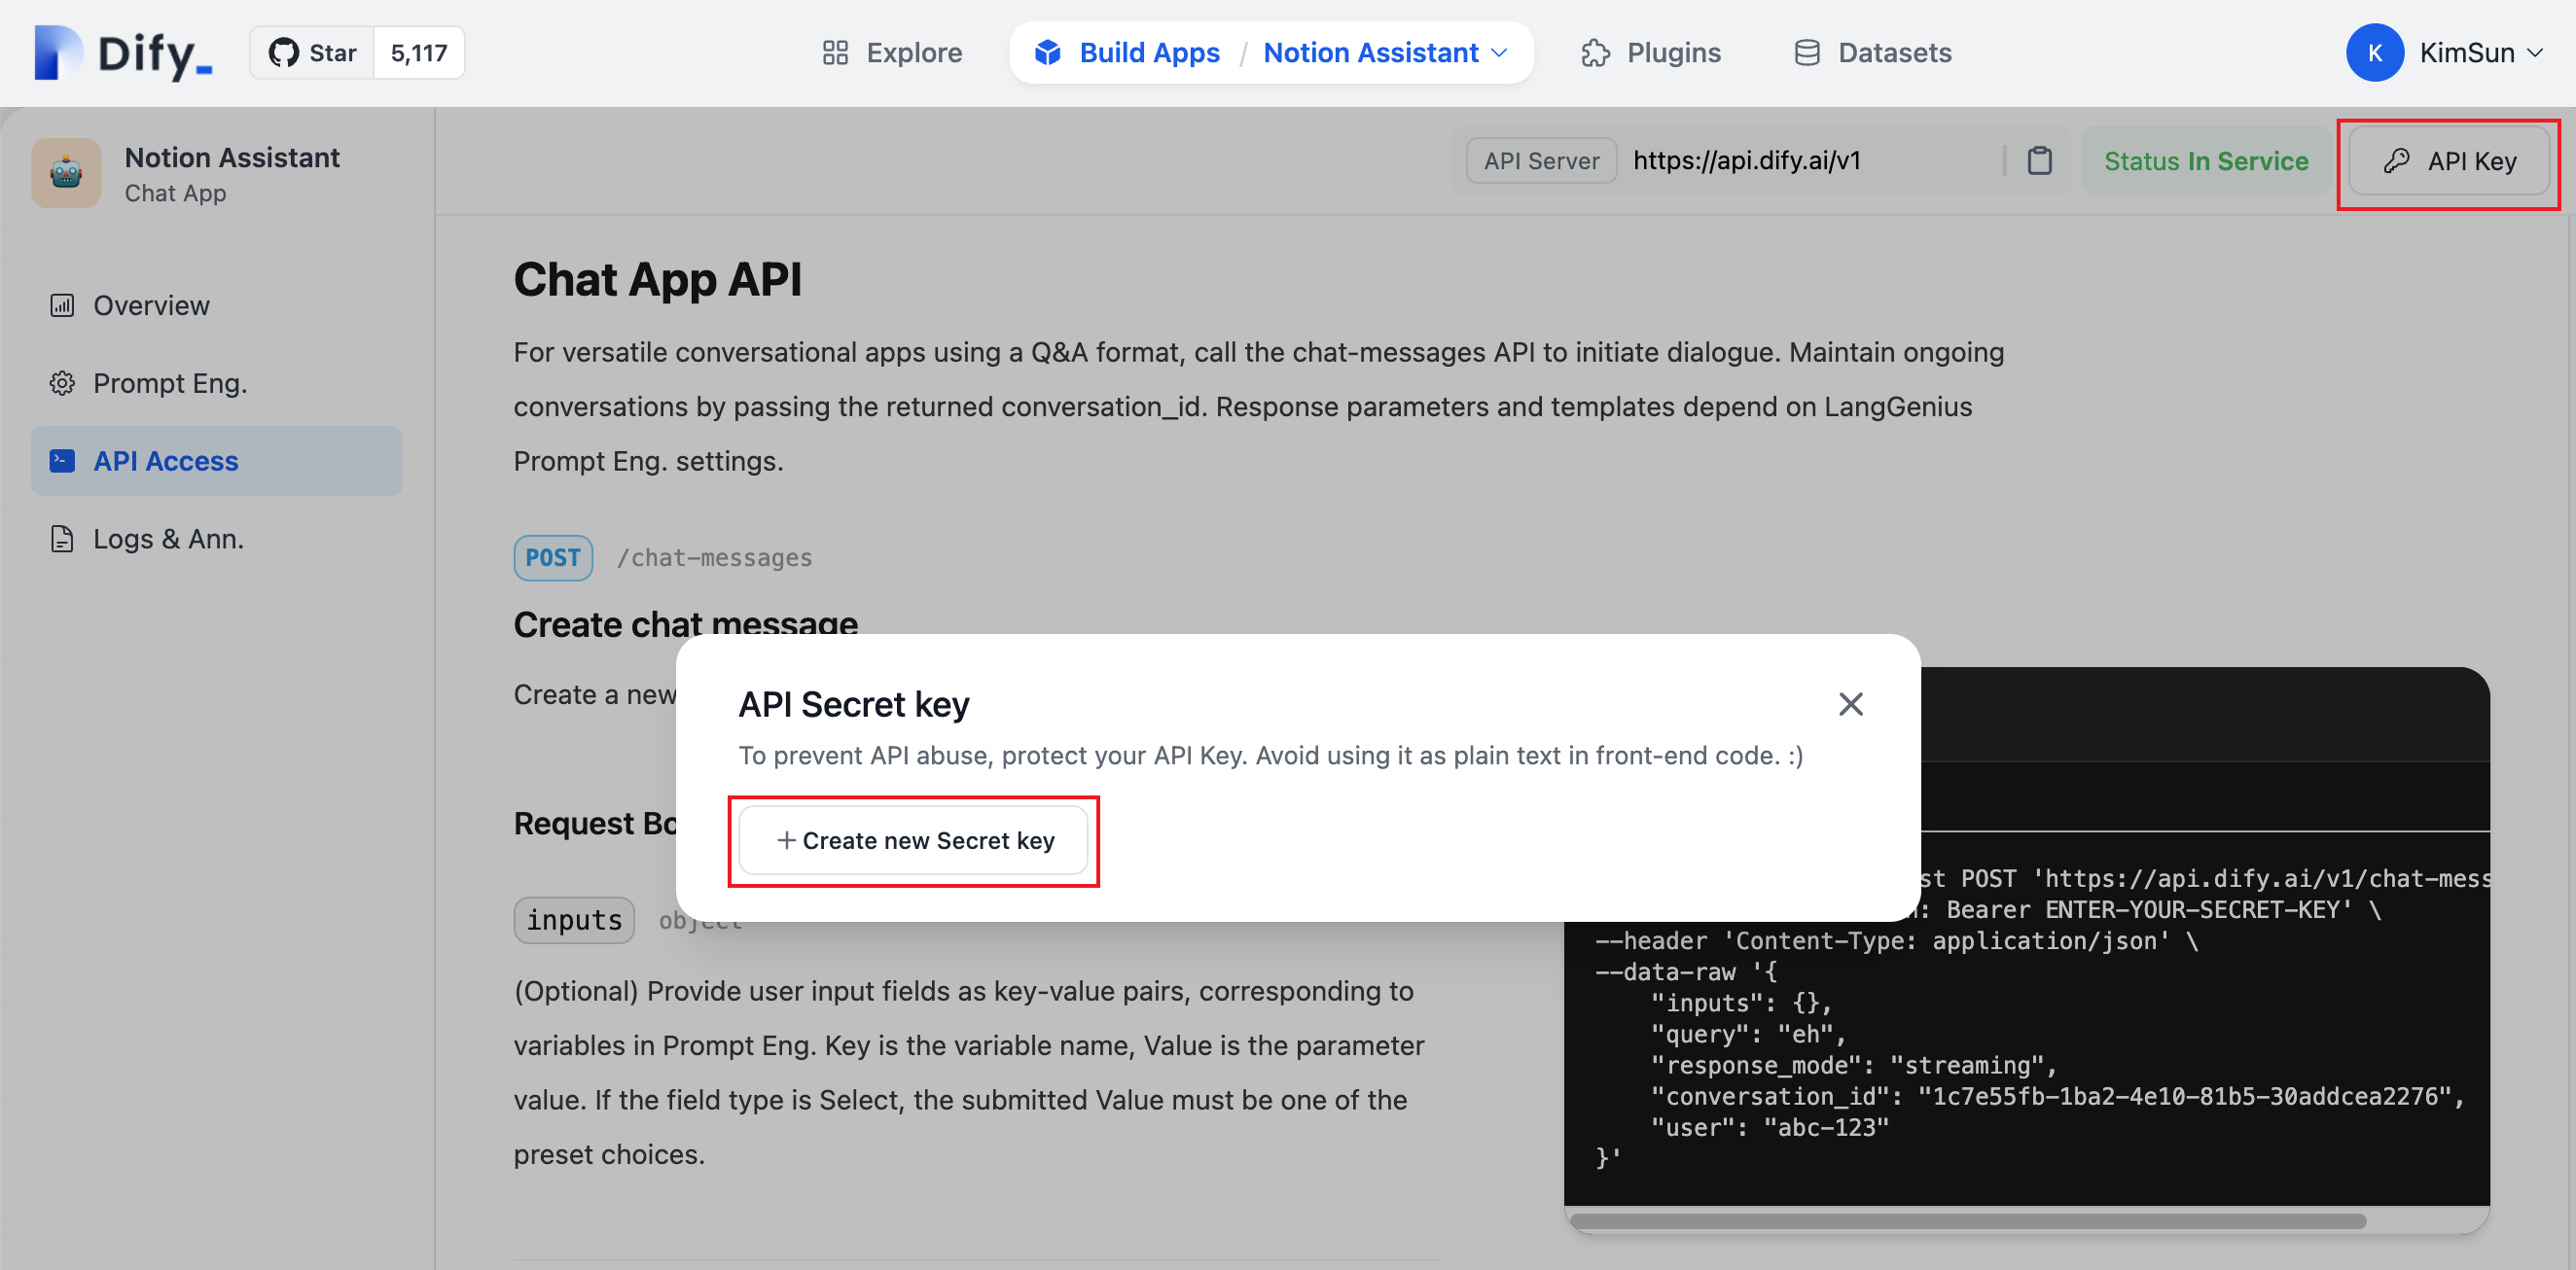 Dify_
Star 5,117
Explore
Build Apps / Notion Assistant
Plugins
Datasets
K KimSun
Notion Assistant
Chat App
Overview
Prompt Eng.
API Access
Logs & Ann.
API Server https://api.dify.ai/v1
Status In Service
API Key
Chat App API
For versatile conversational apps using a Q&A format, call the chat-messages API to initiate dialogue. Maintain ongoing
conversations by passing the returned conversation_id. Response parameters and templates depend on LangGenius
Prompt Eng. settings.
POST /chat-messages
Create chat message
Create a new
API Secret key
To prevent API abuse, protect your API Key. Avoid using it as plain text in front-end code. :)
+ Create new Secret key
Request Bo
inputs object
(Optional) Provide user input fields as key-value pairs, corresponding to
variables in Prompt Eng. Key is the variable name, Value is the parameter
value. If the field type is Select, the submitted Value must be one of the
preset choices.
st POST 'https://api.dify.ai/v1/chat-mess
: Bearer ENTER-YOUR-SECRET-KEY' \
--header 'Content-Type: application/json' \
--data-raw '{
"inputs": {},
"query": "eh",
"response_mode": "streaming",
"conversation_id": "1c7e55fb-1ba2-4e10-81b5-30addcea2276",
"user": "abc-123"
}'